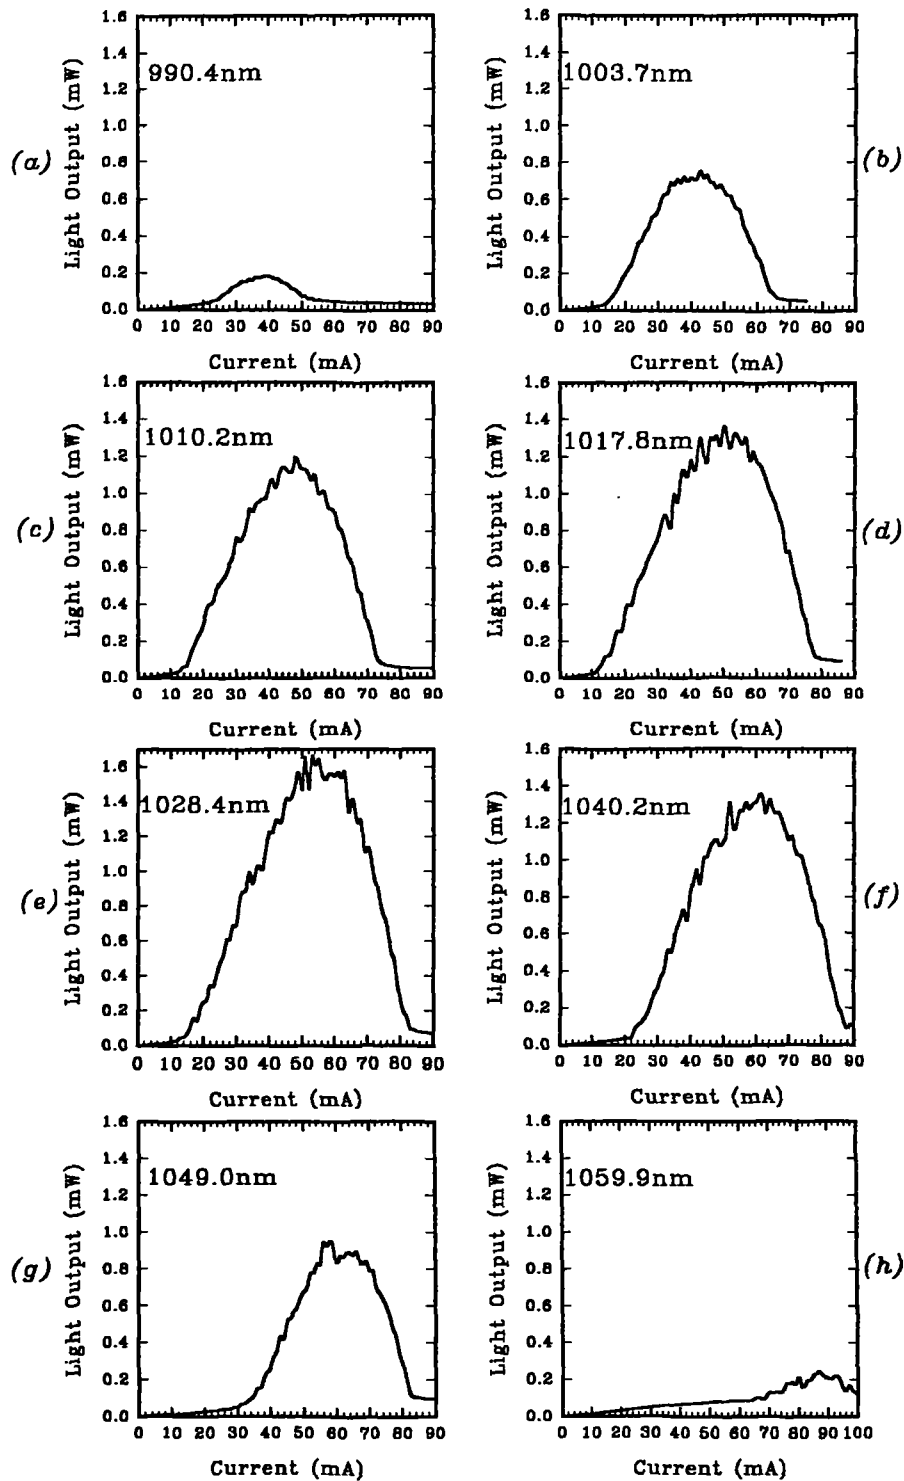 (a)
Light Output (mW)
1.6
1.4
1.2
1.0
0.8
0.6
0.4
0.2
0.0
990.4nm
0 10 20 30 40 50 60 70 80 90
Current (mA)
(b)
Light Output (mW)
1.6
1.4
1.2
1.0
0.8
0.6
0.4
0.2
0.0
1003.7nm
0 10 20 30 40 50 60 70 80 90
Current (mA)
(c)
Light Output (mW)
1.6
1.4
1.2
1.0
0.8
0.6
0.4
0.2
0.0
1010.2nm
0 10 20 30 40 50 60 70 80 90
Current (mA)
(d)
Light Output (mW)
1.6
1.4
1.2
1.0
0.8
0.6
0.4
0.2
0.0
1017.8nm
0 10 20 30 40 50 60 70 80 90
Current (mA)
(e)
Light Output (mW)
1.6
1.4
1.2
1.0
0.8
0.6
0.4
0.2
0.0
1028.4nm
0 10 20 30 40 50 60 70 80 90
Current (mA)
(f)
Light Output (mW)
1.6
1.4
1.2
1.0
0.8
0.6
0.4
0.2
0.0
1040.2nm
0 10 20 30 40 50 60 70 80 90
Current (mA)
(g)
Light Output (mW)
1.6
1.4
1.2
1.0
0.8
0.6
0.4
0.2
0.0
1049.0nm
0 10 20 30 40 50 60 70 80 90
Current (mA)
(h)
Light Output (mW)
1.6
1.4
1.2
1.0
0.8
0.6
0.4
0.2
0.0
1059.9nm
0 10 20 30 40 50 60 70 80 90 100
Current (mA)